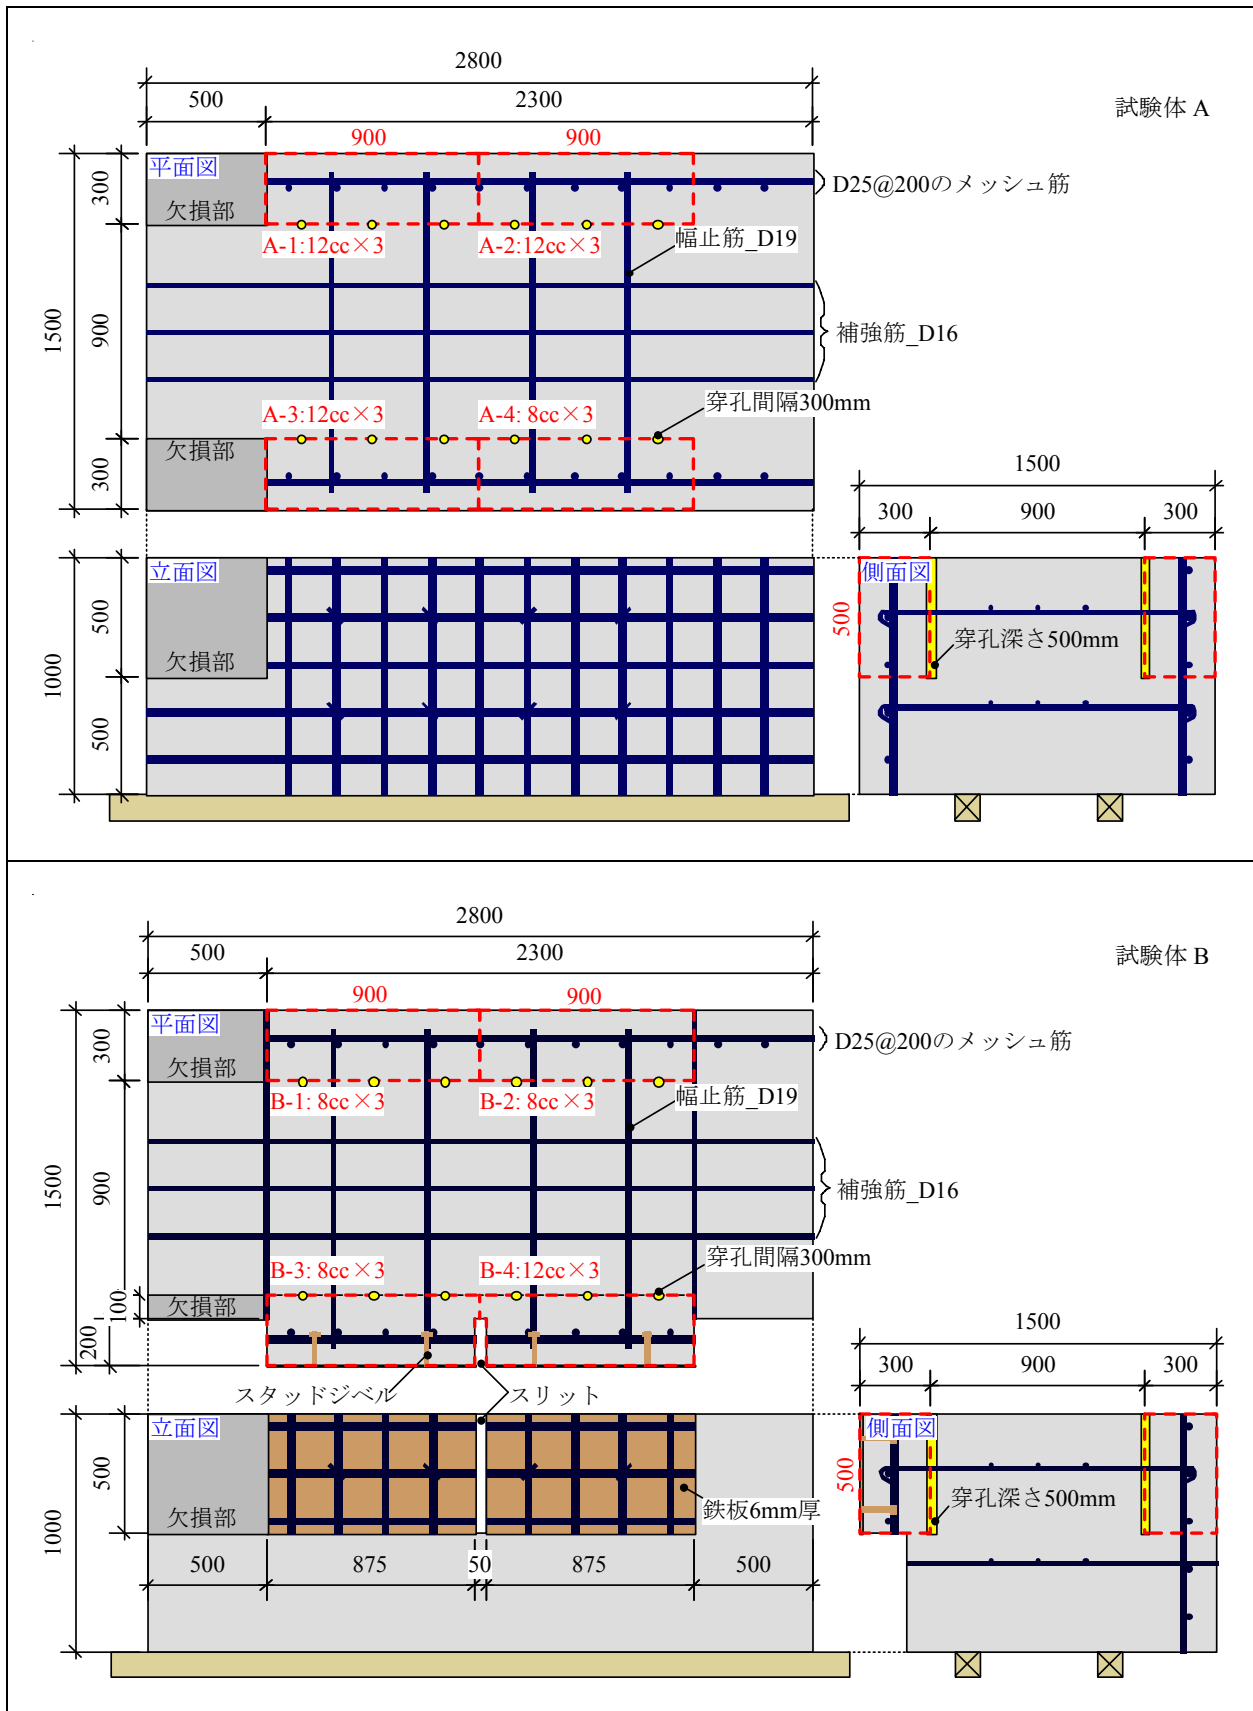 2800
500
2300
試験体 A
900
900
平面図
欠損部
300
D25@200のメッシュ筋
A-1:12cc×3
A-2:12cc×3
幅止筋_D19
1500
900
補強筋_D16
穿孔間隔300mm
A-3:12cc×3
A-4: 8cc×3
欠損部
300
1500
300
900
300
立面図
側面図
500
500
穿孔深さ500mm
欠損部
1000
500
2800
500
2300
試験体 B
900
900
平面図
300
D25@200のメッシュ筋
欠損部
B-1: 8cc×3
B-2: 8cc×3
幅止筋_D19
1500
900
補強筋_D16
穿孔間隔300mm
B-3: 8cc×3
B-4:12cc×3
欠損部
100
200
1500
300
900
300
スタッドジベル
スリット
立面図
側面図
500
500
穿孔深さ500mm
鉄板6mm厚
欠損部
1000
500
875
50
875
500